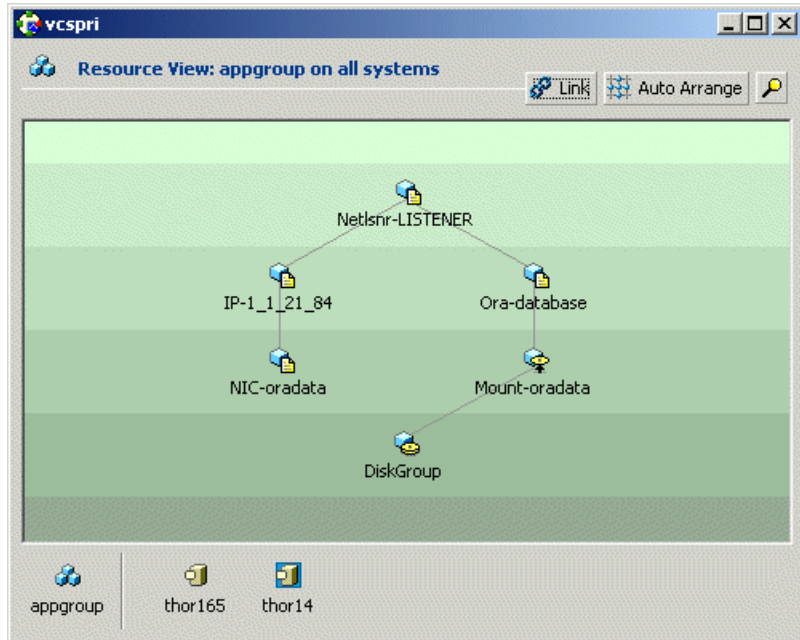 vcspri
Resource View: appgroup on all systems
Link
Auto Arrange
Netlsnr-LISTENER
IP-1_1_21_84
Ora-database
NIC-oradata
Mount-oradata
DiskGroup
appgroup
thor165
thor14